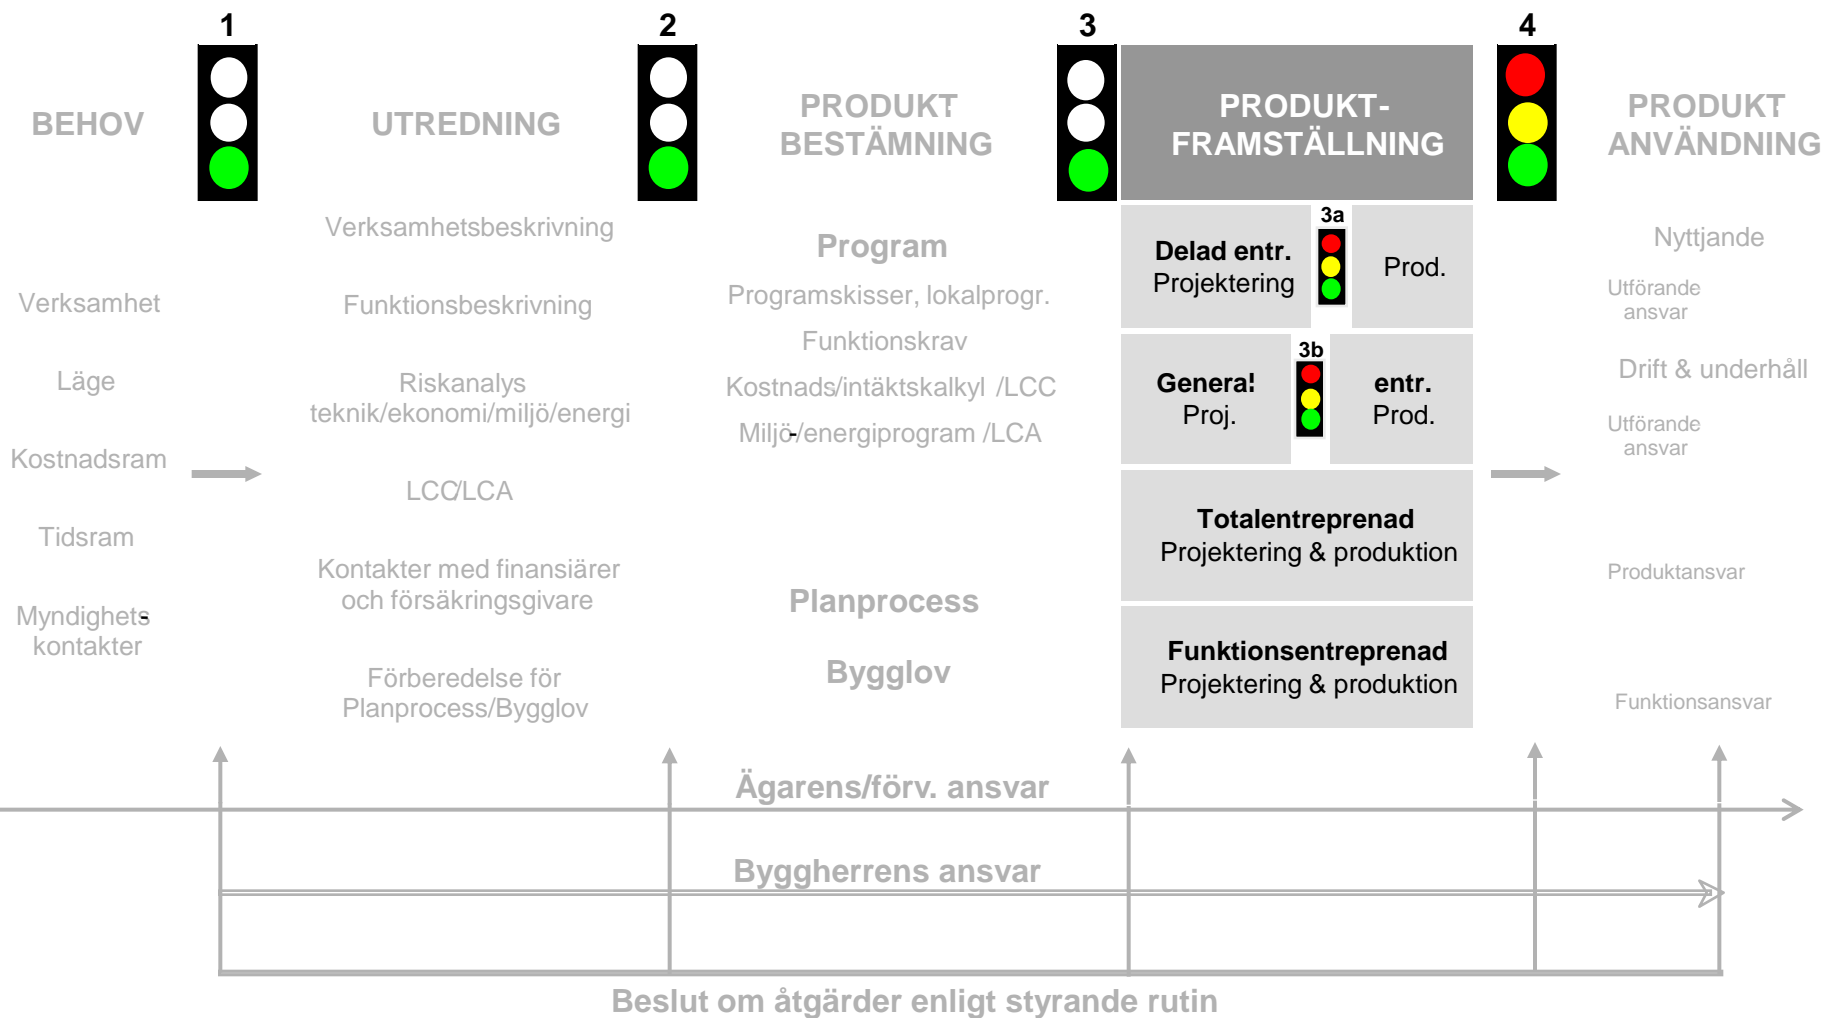 1
2
3
4
BEHOV
UTREDNING
PRODUKT-
BESTÄMNING
PRODUKT-
FRAMSTÄLLNING
PRODUKT
ANVÄNDNING
Verksamhet
Läge
Kostnadsram
Tidsram
Myndighets-
kontakter
Verksamhetsbeskrivning
Funktionsbeskrivning
Riskanalys
teknik/ekonomi/miljö/energi
LCC/LCA
Kontakter med finansiärer
och försäkringsgivare
Förberedelse för
Planprocess/Bygglov
Program
Programskisser, lokalprogr.
Funktionskrav
Kostnads/intäktskalkyl /LCC
Miljö-/energiprogram /LCA
Planprocess
Bygglov
Delad entr.
Projektering
3a
Prod.
General
Proj.
3b
entr.
Prod.
Totalentreprenad
Projektering & produktion
Funktionsentreprenad
Projektering & produktion
Nyttjande
Utförande
ansvar
Drift & underhåll
Utförande
ansvar
Produktansvar
Funktionsansvar
Ägarens/förv. ansvar
Byggherrens ansvar
Beslut om åtgärder enligt styrande rutin